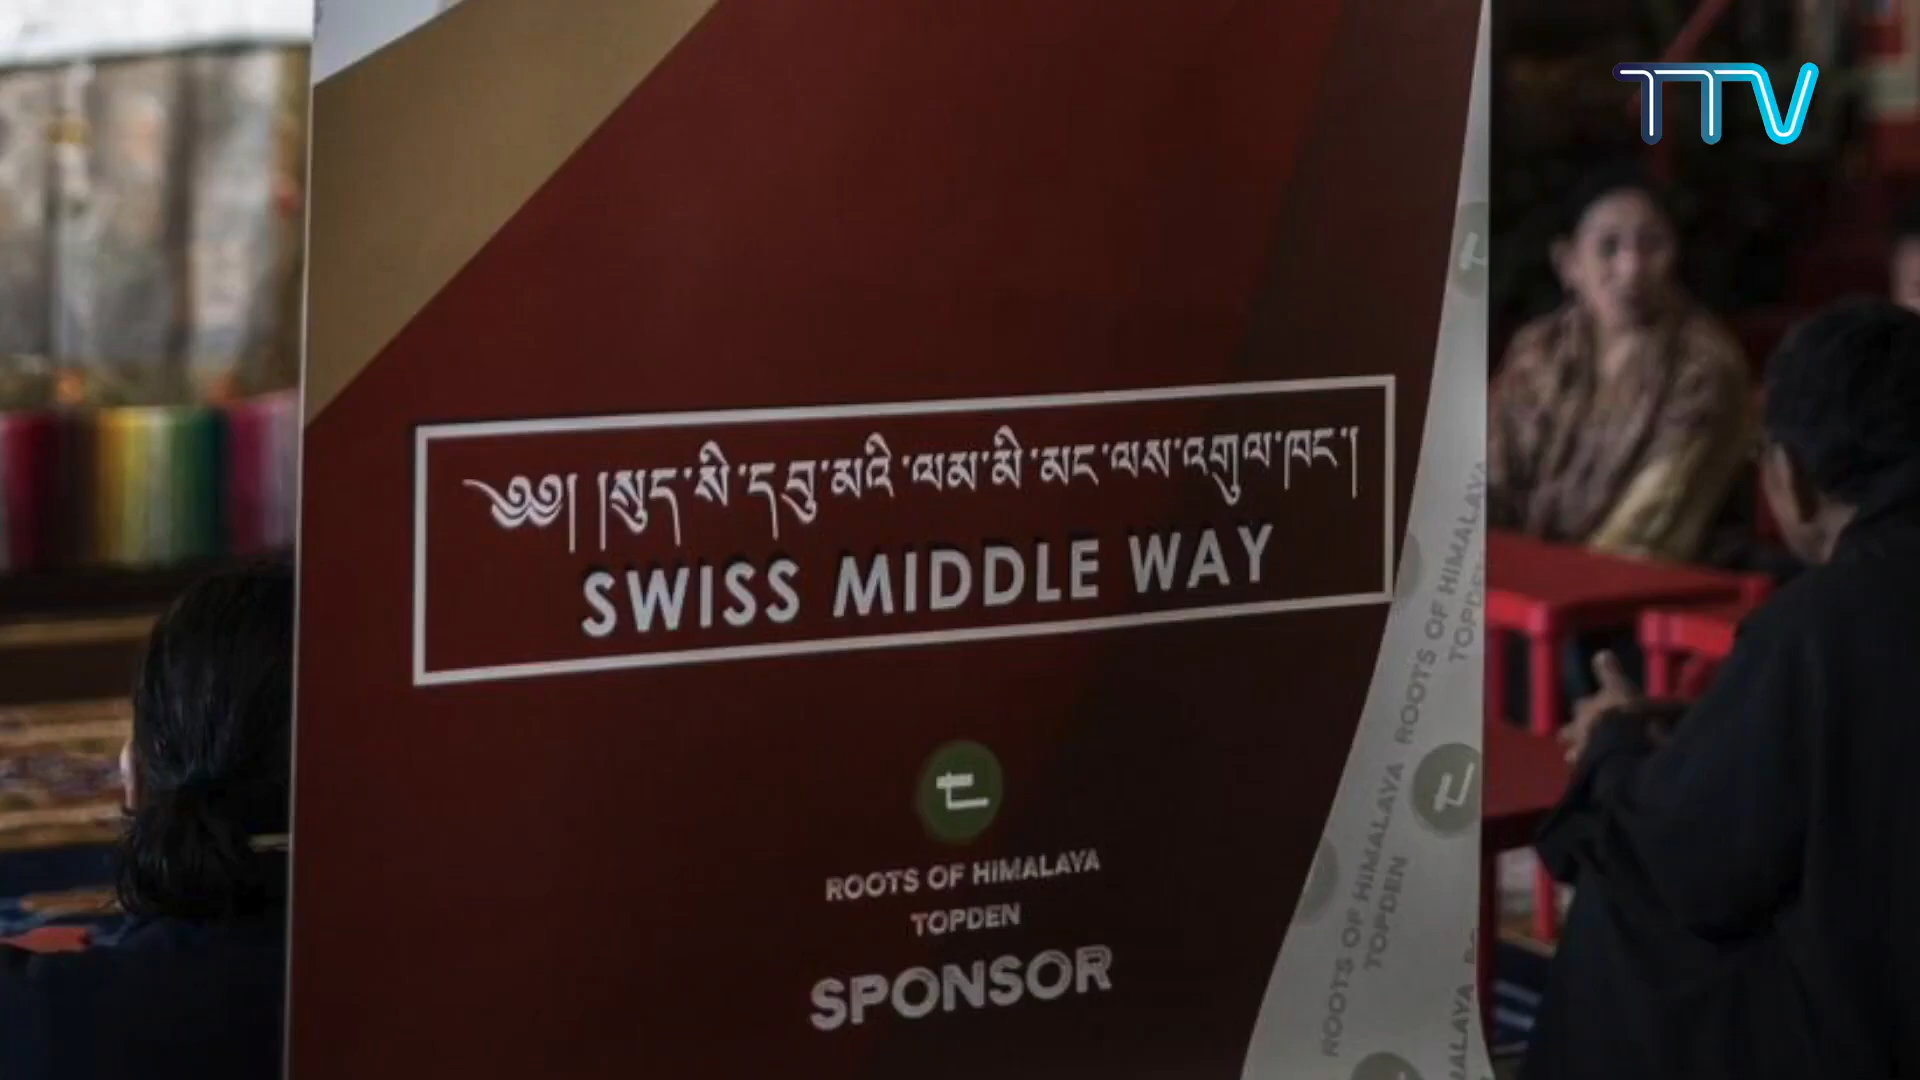 TTV
༄༅། །སུད་སི་དབུ་མའི་ལམ་མི་མང་ལས་འགུལ་ཁང་།
SWISS MIDDLE WAY
ROOTS OF HIMALAYA
TOPDEN
SPONSOR
ROOTS OF HIMALAYA
TOPDEN
ROOTS OF HIMALAYA
TOPDEN